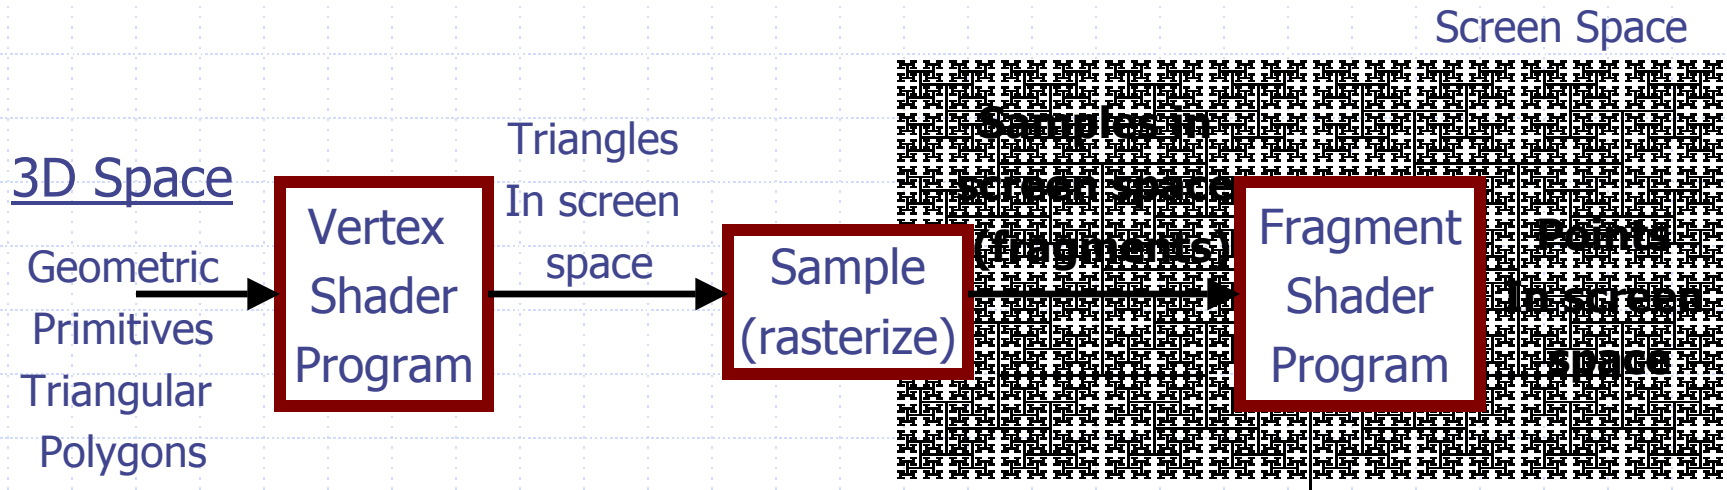 Screen Space
3D Space
Geometric
Primitives
Triangular
Polygons
Vertex
Shader
Program
Triangles
In screen
space
Sample
(rasterize)
Samples in
screen space
(fragments)
Fragment
Shader
Program
Points
In screen
space